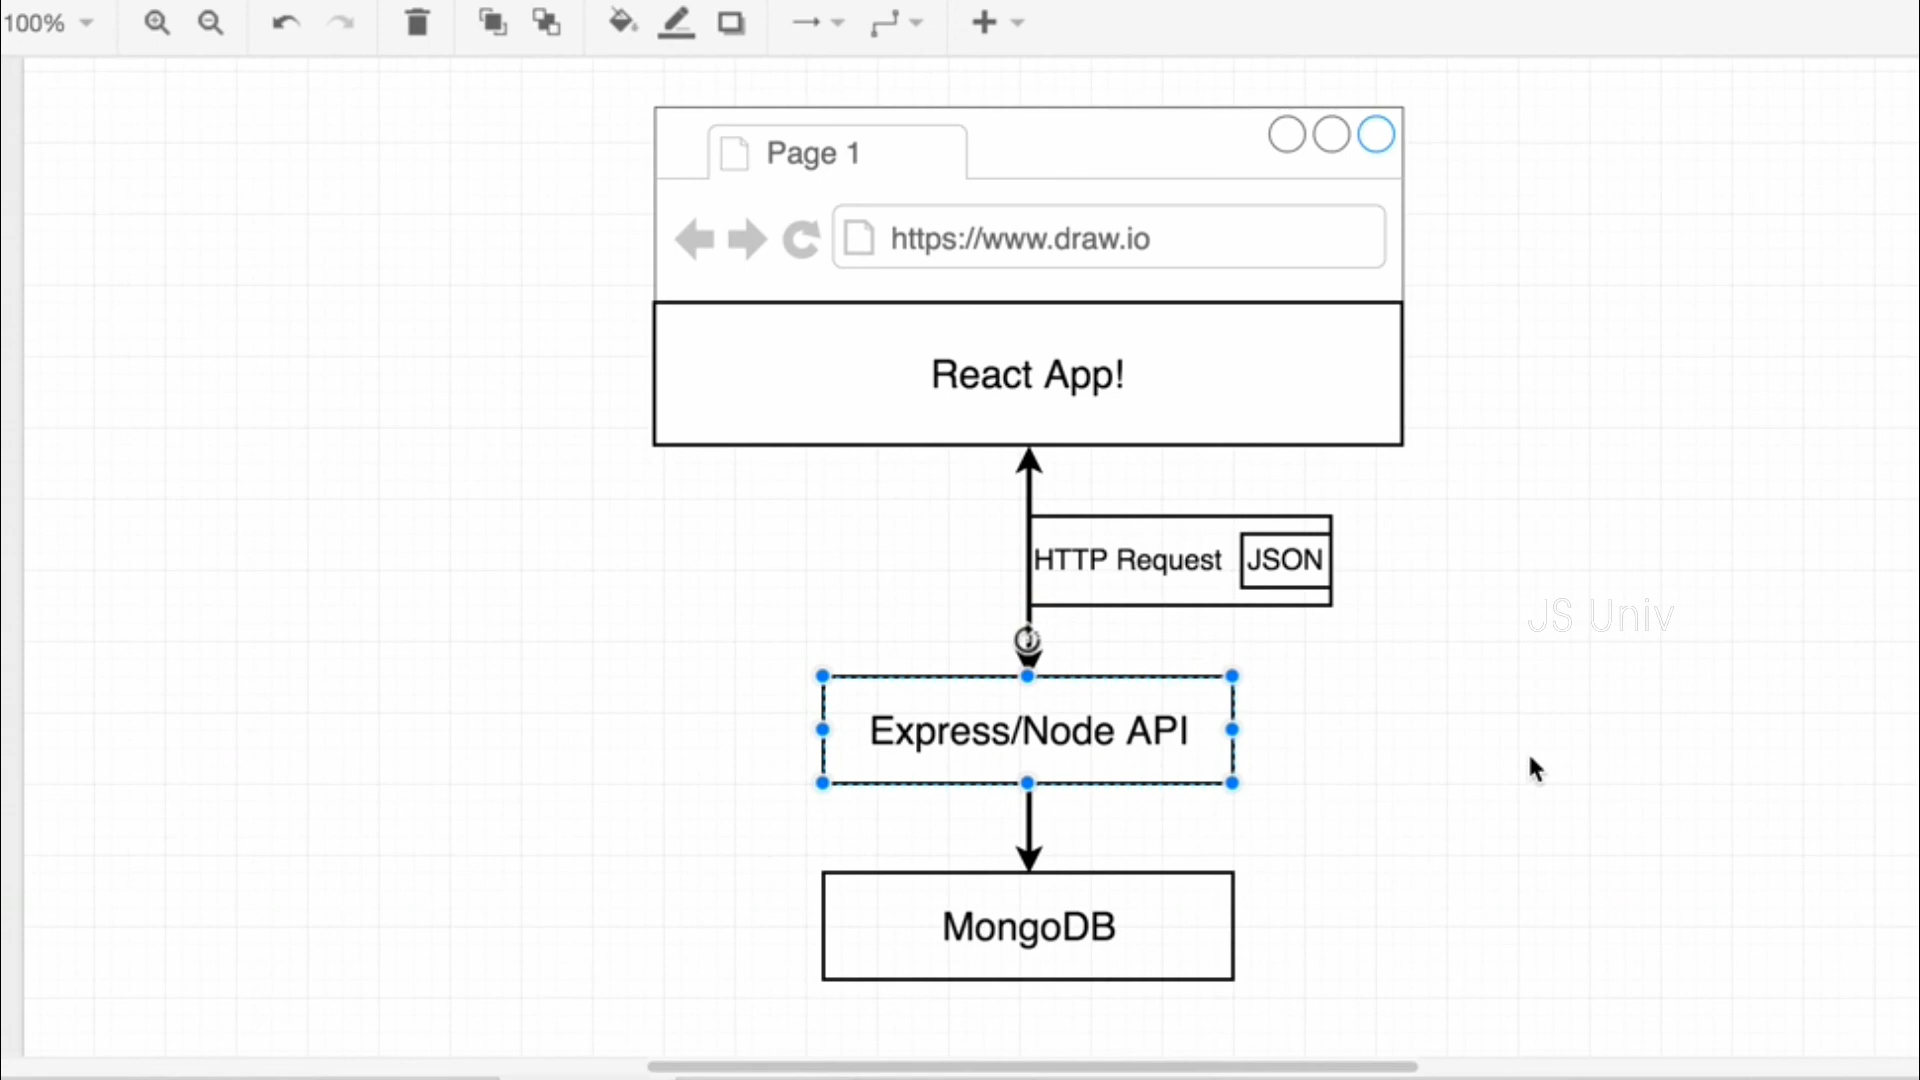 100%
Page 1
https://www.draw.io
React App!
HTTP Request
JSON
JS Univ
Express/Node API
MongoDB